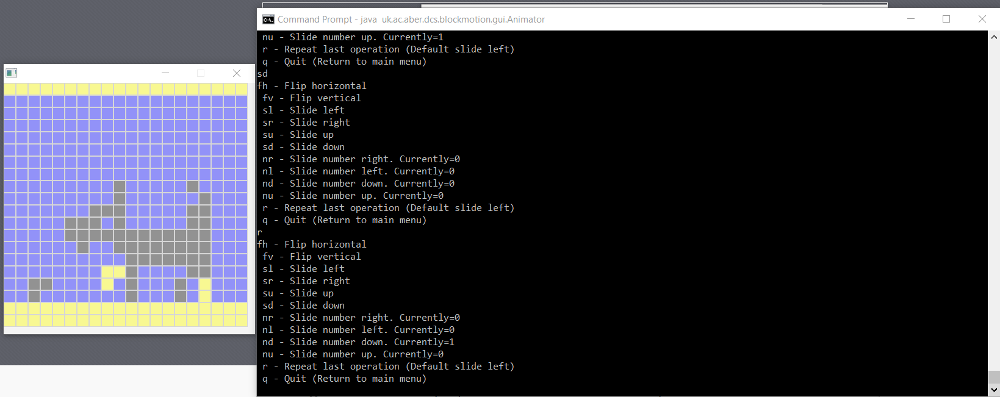 Command Prompt - java  uk.ac.aber.dcs.blockmotion.gui.Animator
nu - Slide number up. Currently=1
r - Repeat last operation (Default slide left)
q - Quit (Return to main menu)
sd
fh - Flip horizontal
fv - Flip vertical
sl - Slide left
sr - Slide right
su - Slide up
sd - Slide down
nr - Slide number right. Currently=0
nl - Slide number left. Currently=0
nd - Slide number down. Currently=0
nu - Slide number up. Currently=0
r - Repeat last operation (Default slide left)
q - Quit (Return to main menu)
r
fh - Flip horizontal
fv - Flip vertical
sl - Slide left
sr - Slide right
su - Slide up
sd - Slide down
nr - Slide number right. Currently=0
nl - Slide number left. Currently=0
nd - Slide number down. Currently=1
nu - Slide number up. Currently=0
r - Repeat last operation (Default slide left)
q - Quit (Return to main menu)